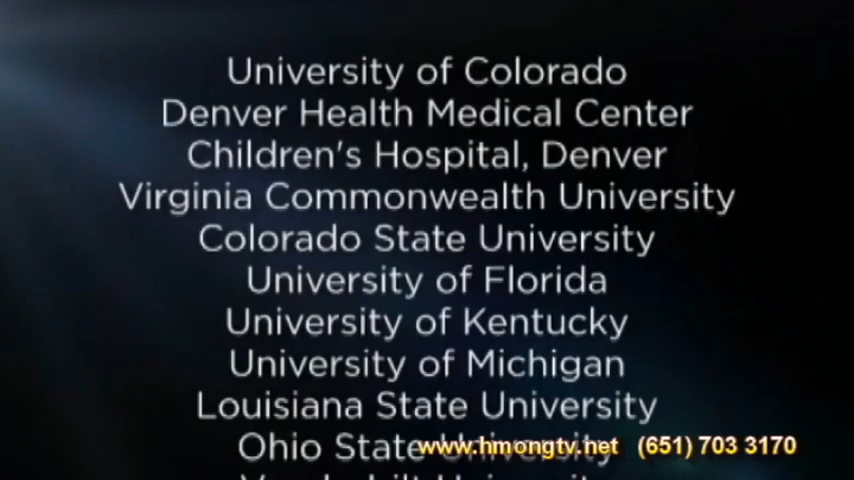 University of Colorado
Denver Health Medical Center
Children's Hospital, Denver
Virginia Commonwealth University
Colorado State University
University of Florida
University of Kentucky
University of Michigan
Louisiana State University
Ohio State University
www.hmongtv.net (651) 703 3170